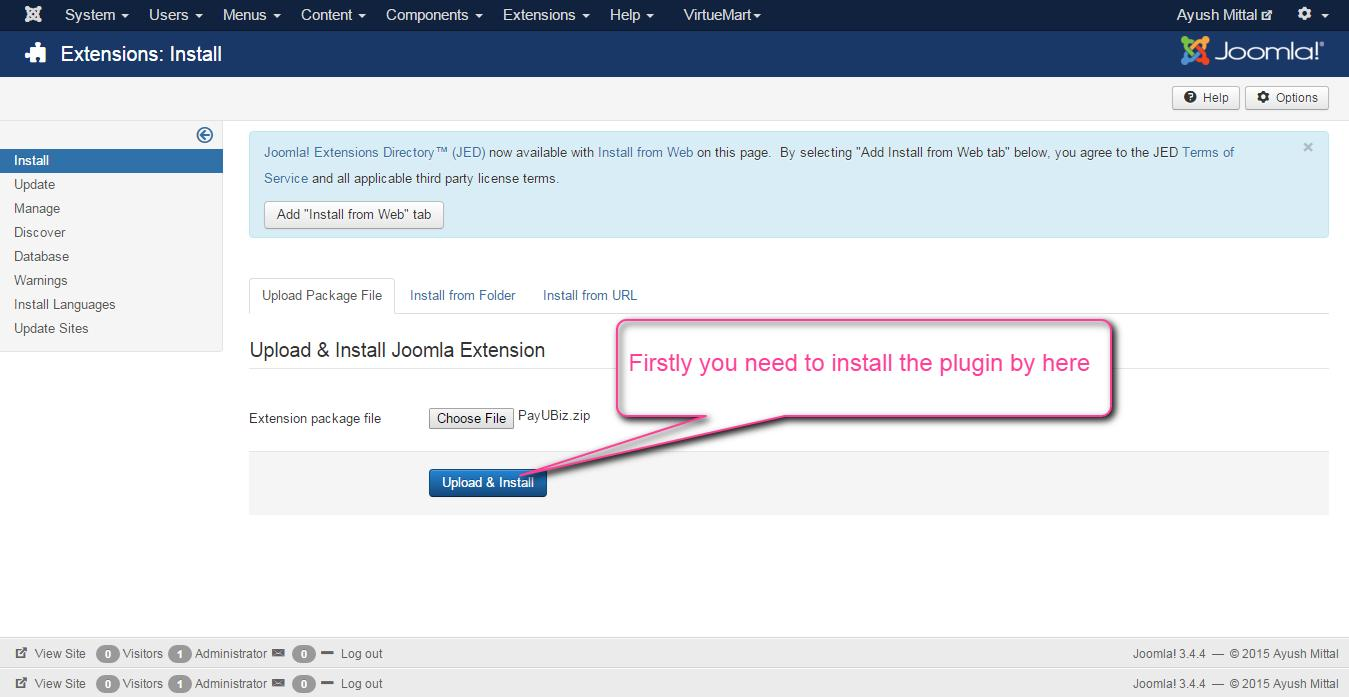 System Users Menus Content Components Extensions Help VirtueMart Ayush Mittal
Extensions: Install Joomla!®
Help Options
Install
Update
Manage
Discover
Database
Warnings
Install Languages
Update Sites
Joomla! Extensions Directory™ (JED) now available with Install from Web on this page. By selecting "Add Install from Web tab" below, you agree to the JED Terms of
Service and all applicable third party license terms.
×
Add "Install from Web" tab
Upload Package File Install from Folder Install from URL
Upload & Install Joomla Extension
Firstly you need to install the plugin by here
Extension package file Choose File PayUBiz.zip
Upload & Install
View Site 0 Visitors 1 Administrator 0 Log out Joomla! 3.4.4 — © 2015 Ayush Mittal
View Site 0 Visitors 1 Administrator 0 Log out Joomla! 3.4.4 — © 2015 Ayush Mittal